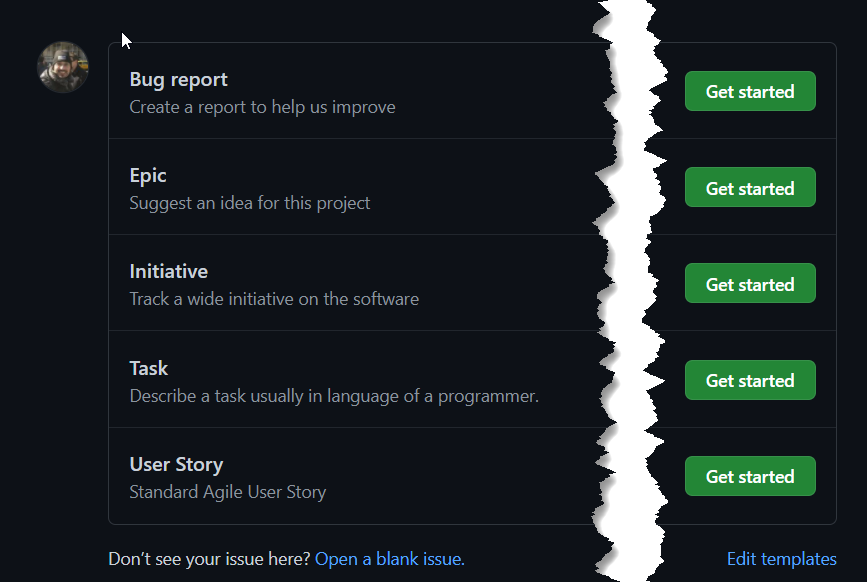 Bug report
Create a report to help us improve
Get started
Epic
Suggest an idea for this project
Get started
Initiative
Track a wide initiative on the software
Get started
Task
Describe a task usually in language of a programmer.
Get started
User Story
Standard Agile User Story
Get started
Don’t see your issue here? Open a blank issue. Edit templates